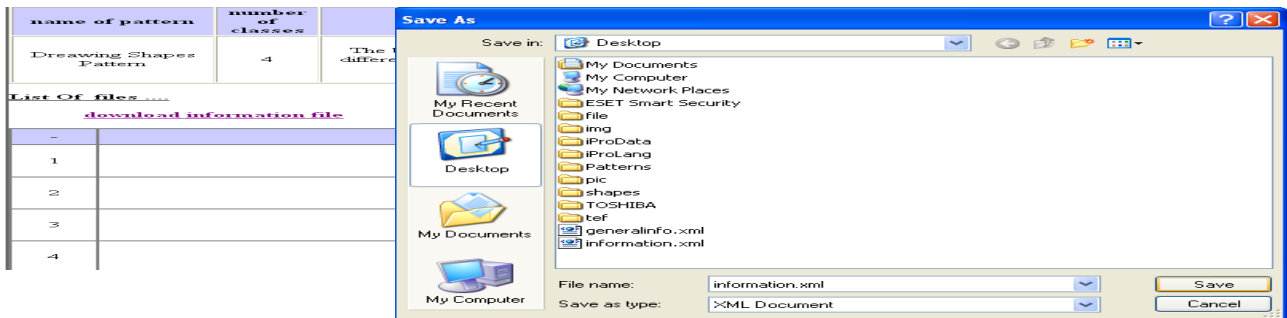 name of pattern
number
of
classes
Dreawing Shapes
Pattern
4
The
differe
List Of files ....
download information file
-
1
2
3
4
Save As
Save in:
Desktop
My Recent
Documents
Desktop
My Documents
My Computer
My Documents
My Computer
My Network Places
ESET Smart Security
file
img
iProData
iProLang
Patterns
pic
shapes
TOSHIBA
tef
generalinfo.xml
information.xml
File name:
information.xml
Save
Save as type:
XML Document
Cancel